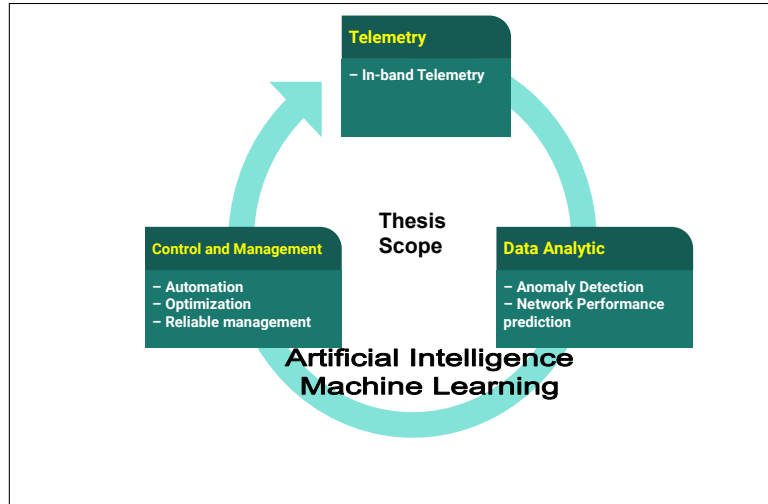 Telemetry
– In-band Telemetry
Thesis
Scope
Control and Management
– Automation
– Optimization
– Reliable management
Data Analytic
– Anomaly Detection
– Network Performance
prediction
Artificial Intelligence
Machine Learning